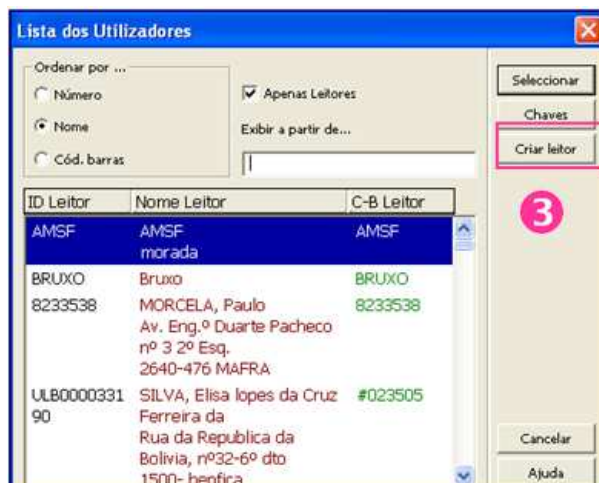 Lista dos Utilizadores
Ordenar por ...
Número
Nome
Cód. barras
Apenas Leitores
Exibir a partir de...
Seleccionar
Chaves
Criar leitor
3
ID Leitor Nome Leitor C-B Leitor
AMSF AMSF AMSF
morada
BRUXO Bruxo BRUXO
8233538 MORCELA, Paulo 8233538
Av. Eng.º Duarte Pacheco
nº 3 2º Esq.
2640-476 MAFRA
ULB0000331 SILVA, Elisa lopes da Cruz #023505
90 Ferreira da
Rua da Republica da
Bolivia, nº32-6º dto
1500- benfica
Cancelar
Ajuda